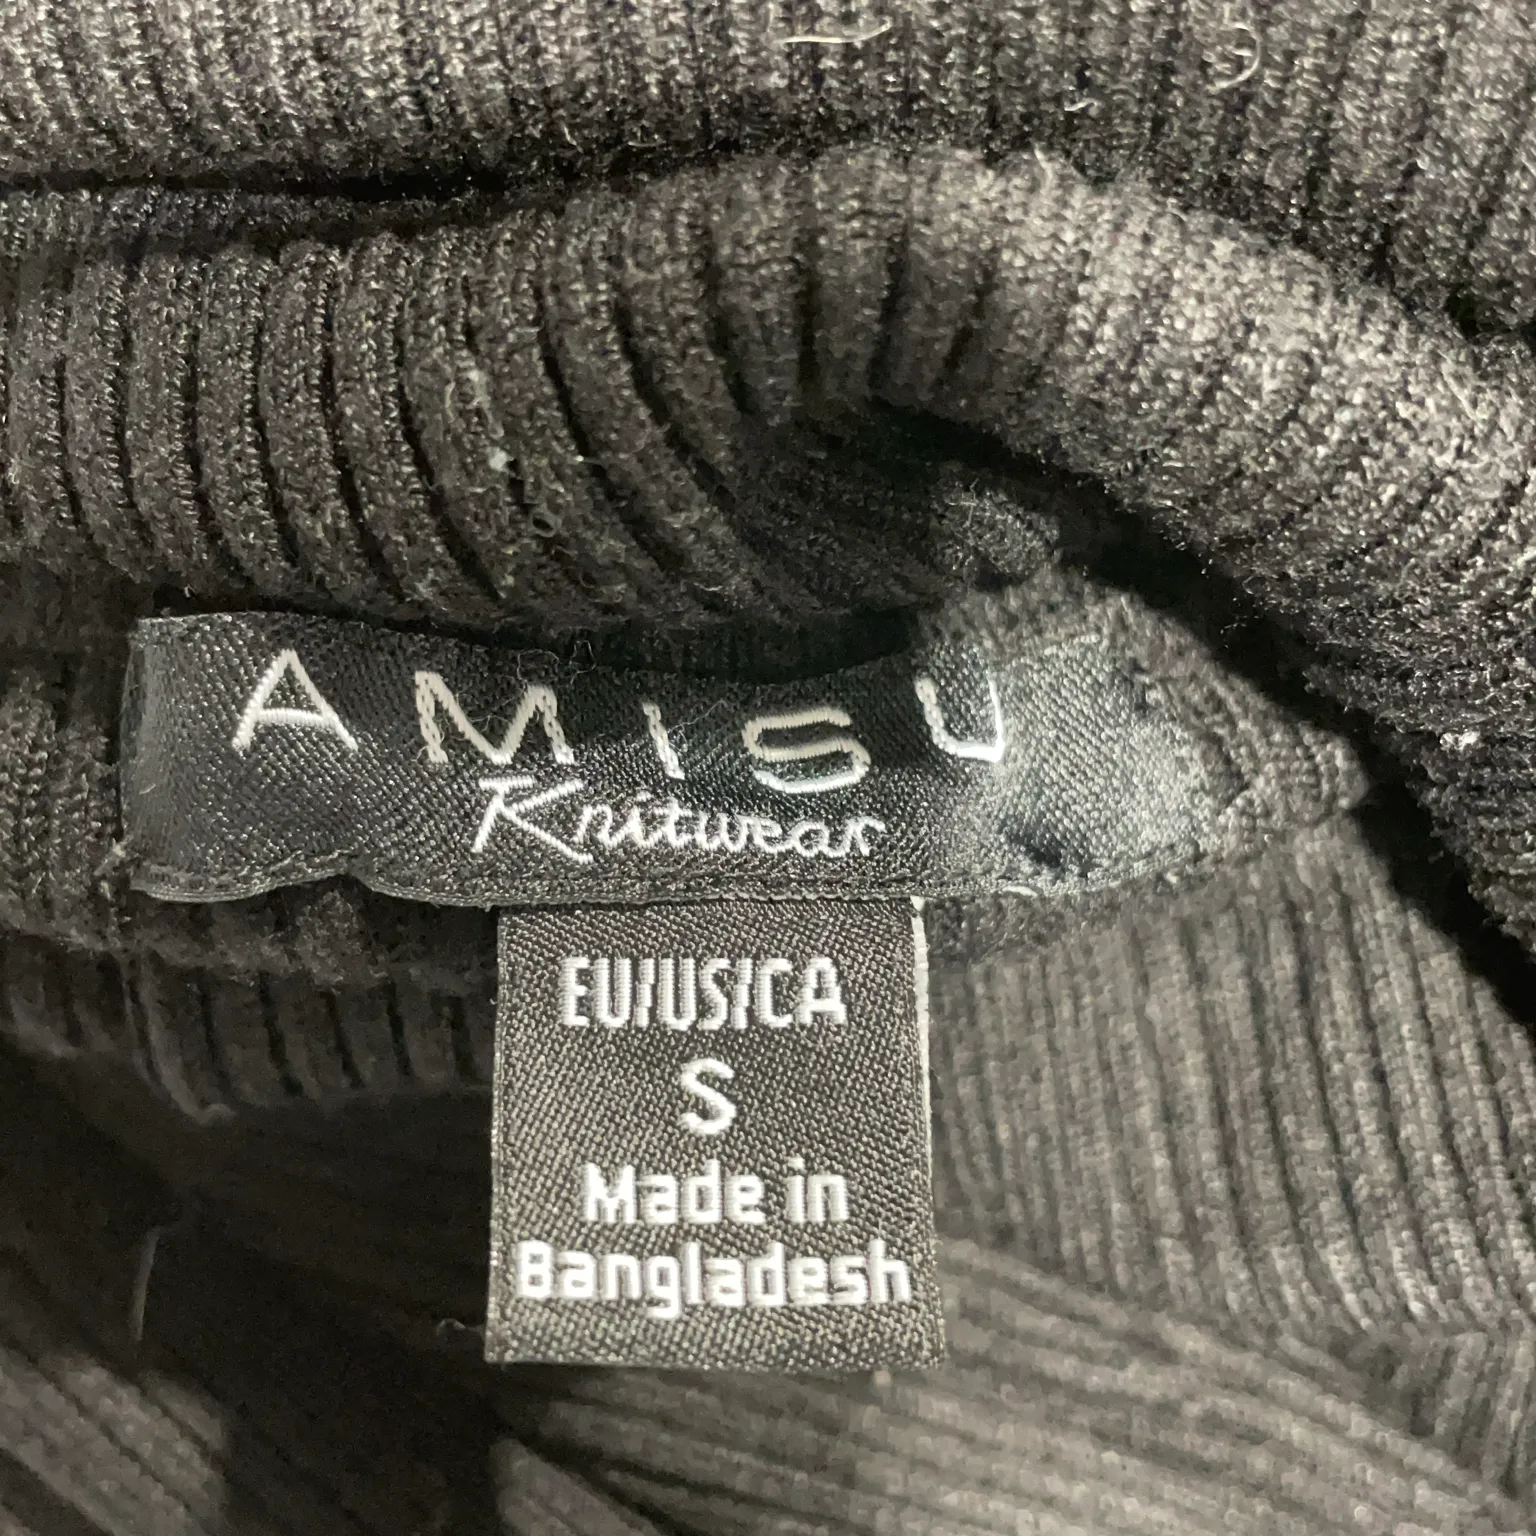 AMISU
Knitwear
EU/US/CA
S
Made in
Bangladesh